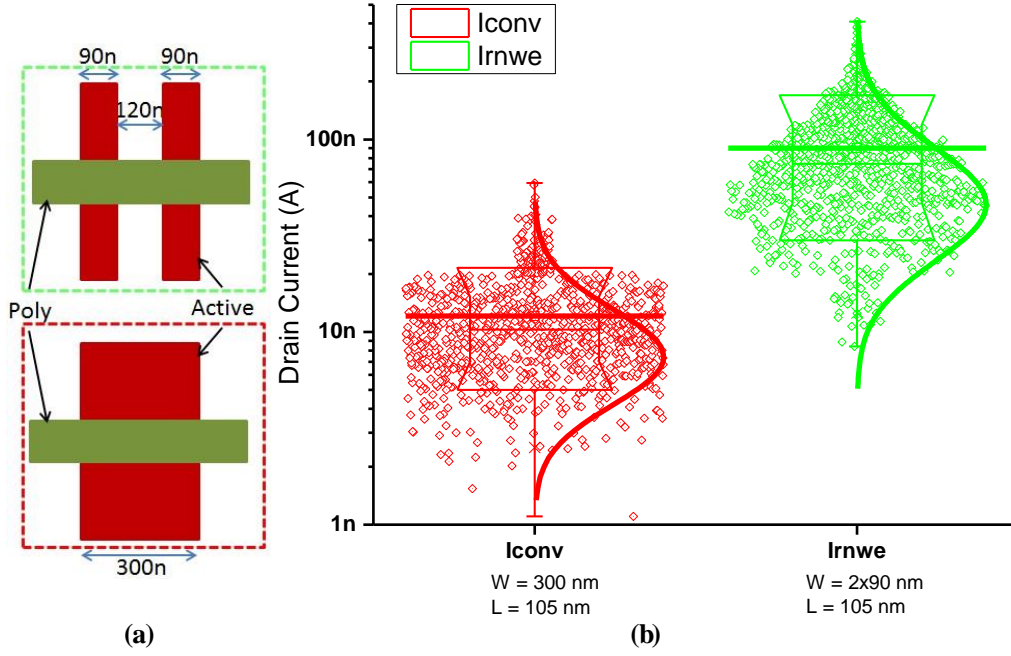 90n 90n
120n
Poly
Active
300n
(a)
Iconv
Irnwe
Drain Current (A)
100n
10n
1n
Iconv
W = 300 nm
L = 105 nm
Irnwe
W = 2x90 nm
L = 105 nm
(b)